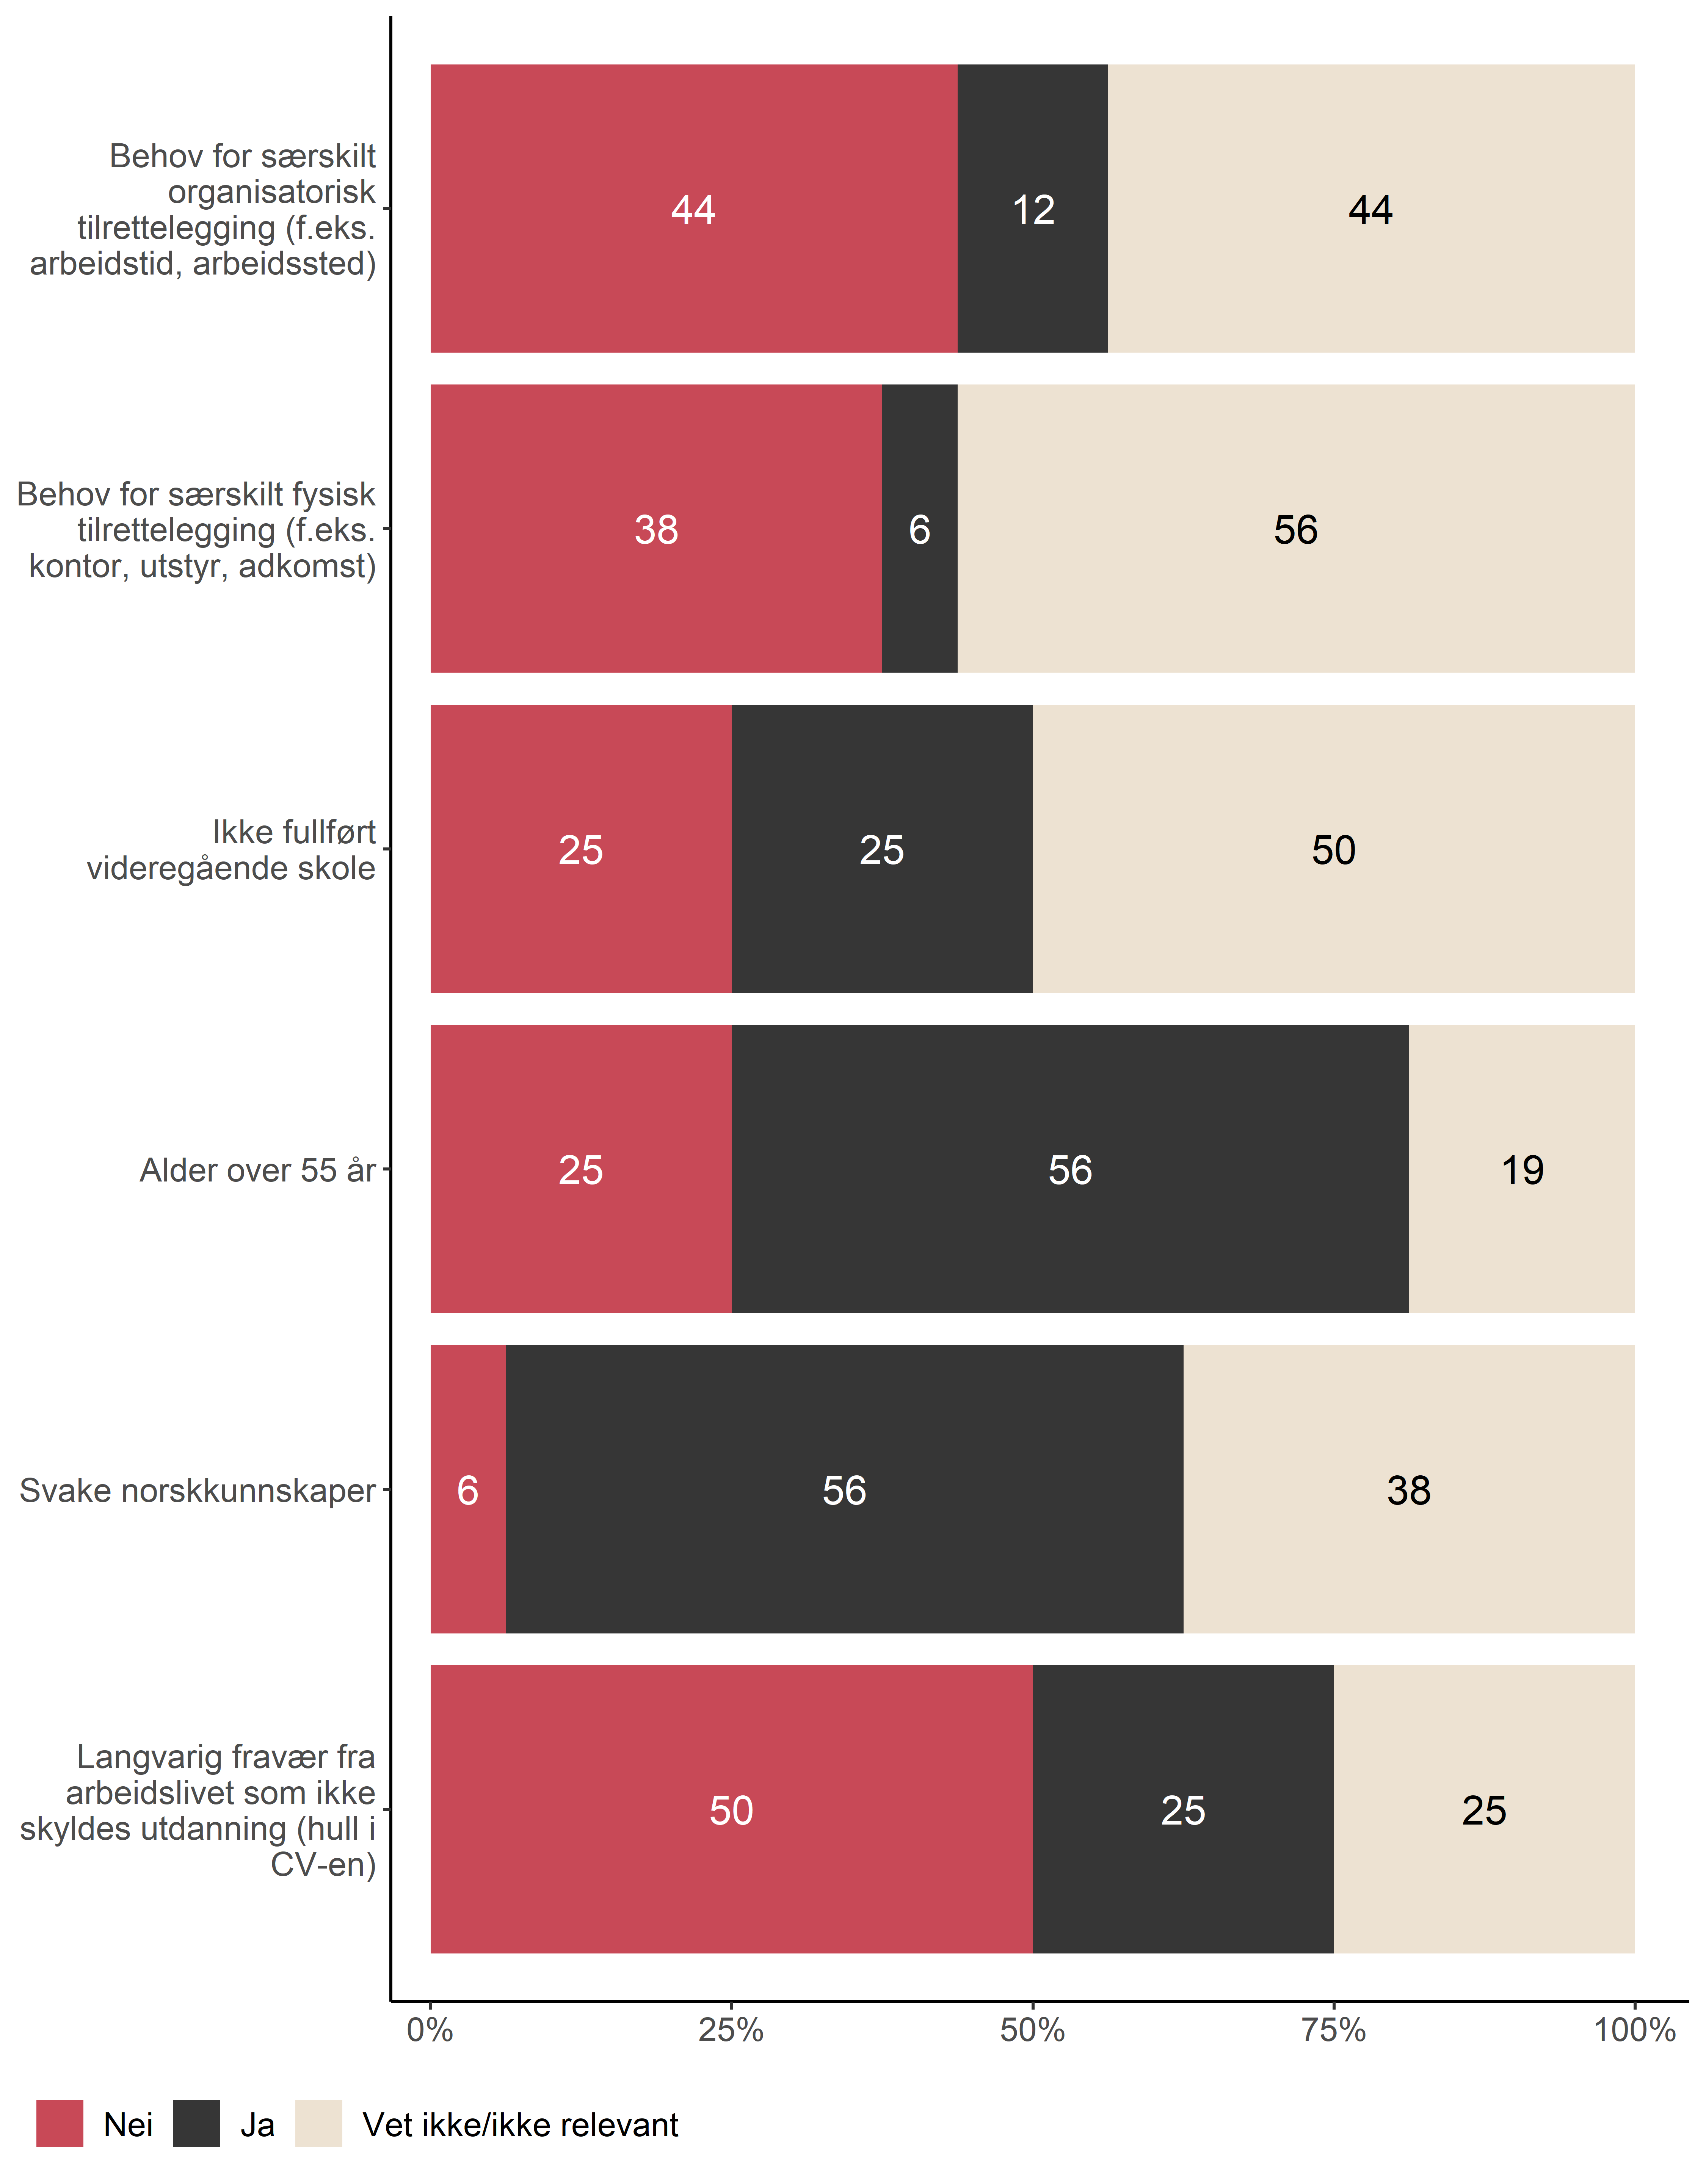 Behov for særskilt
organisatorisk
tilrettelegging (f.eks.
arbeidstid, arbeidssted)
44 12 44
Behov for særskilt fysisk
tilrettelegging (f.eks.
kontor, utstyr, adkomst)
38 6 56
Ikke fullført
videregående skole
25 25 50
Alder over 55 år
25 56 19
Svake norskkunnskaper
6 56 38
Langvarig fravær fra
arbeidslivet som ikke
skyldes utdanning (hull i
CV-en)
50 25 25
0% 25% 50% 75% 100%
Nei Ja Vet ikke/ikke relevant